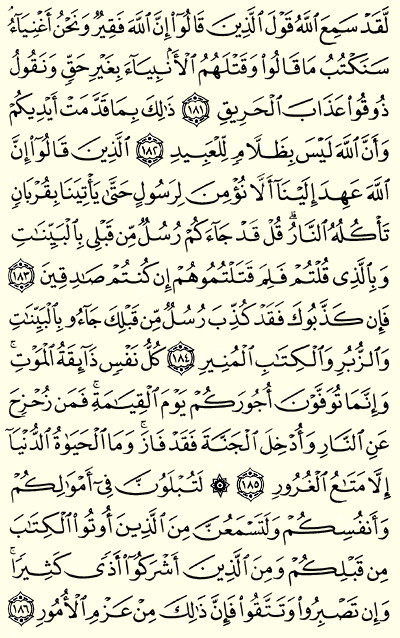 لَّقَدْ سَمِعَ ٱللَّهُ قَوْلَ ٱلَّذِينَ قَالُوٓا۟ إِنَّ ٱللَّهَ فَقِيرٌ وَنَحْنُ أَغْنِيَآءُ ۘ
سَنَكْتُبُ مَا قَالُوا۟ وَقَتْلَهُمُ ٱلْأَنۢبِيَآءَ بِغَيْرِ حَقٍّ وَنَقُولُ
ذُوقُوا۟ عَذَابَ ٱلْحَرِيقِ ١٨١ ذَٰلِكَ بِمَا قَدَّمَتْ أَيْدِيكُمْ
وَأَنَّ ٱللَّهَ لَيْسَ بِظَلَّامٍ لِّلْعَبِيدِ ١٨٢ ٱلَّذِينَ قَالُوٓا۟ إِنَّ
ٱللَّهَ عَهِدَ إِلَيْنَآ أَلَّا نُؤْمِنَ لِرَسُولٍ حَتَّىٰ يَأْتِيَنَا بِقُرْبَانٍ
تَأْكُلُهُ ٱلنَّارُ ۗ قُلْ قَدْ جَآءَكُمْ رُسُلٌ مِّن قَبْلِى بِٱلْبَيِّنَٰتِ
وَبِٱلَّذِى قُلْتُمْ فَلِمَ قَتَلْتُمُوهُمْ إِن كُنتُمْ صَٰدِقِينَ ١٨٣
فَإِن كَذَّبُوكَ فَقَدْ كُذِّبَ رُسُلٌ مِّن قَبْلِكَ جَآءُو بِٱلْبَيِّنَٰتِ
وَٱلزُّبُرِ وَٱلْكِتَٰبِ ٱلْمُنِيرِ ١٨٤ كُلُّ نَفْسٍ ذَآئِقَةُ ٱلْمَوْتِ ۗ
وَإِنَّمَا تُوَفَّوْنَ أُجُورَكُمْ يَوْمَ ٱلْقِيَٰمَةِ ۖ فَمَن زُحْزِحَ
عَنِ ٱلنَّارِ وَأُدْخِلَ ٱلْجَنَّةَ فَقَدْ فَازَ ۗ وَمَا ٱلْحَيَوٰةُ ٱلدُّنْيَآ
إِلَّا مَتَٰعُ ٱلْغُرُورِ ١٨٥ ۞ لَتُبْلَوُنَّ فِىٓ أَمْوَٰلِكُمْ
وَأَنفُسِكُمْ وَلَتَسْمَعُنَّ مِنَ ٱلَّذِينَ أُوتُوا۟ ٱلْكِتَٰبَ
مِن قَبْلِكُمْ وَمِنَ ٱلَّذِينَ أَشْرَكُوٓا۟ أَذًى كَثِيرًا ۚ
وَإِن تَصْبِرُوا۟ وَتَتَّقُوا۟ فَإِنَّ ذَٰلِكَ مِنْ عَزْمِ ٱلْأُمُورِ ١٨٦